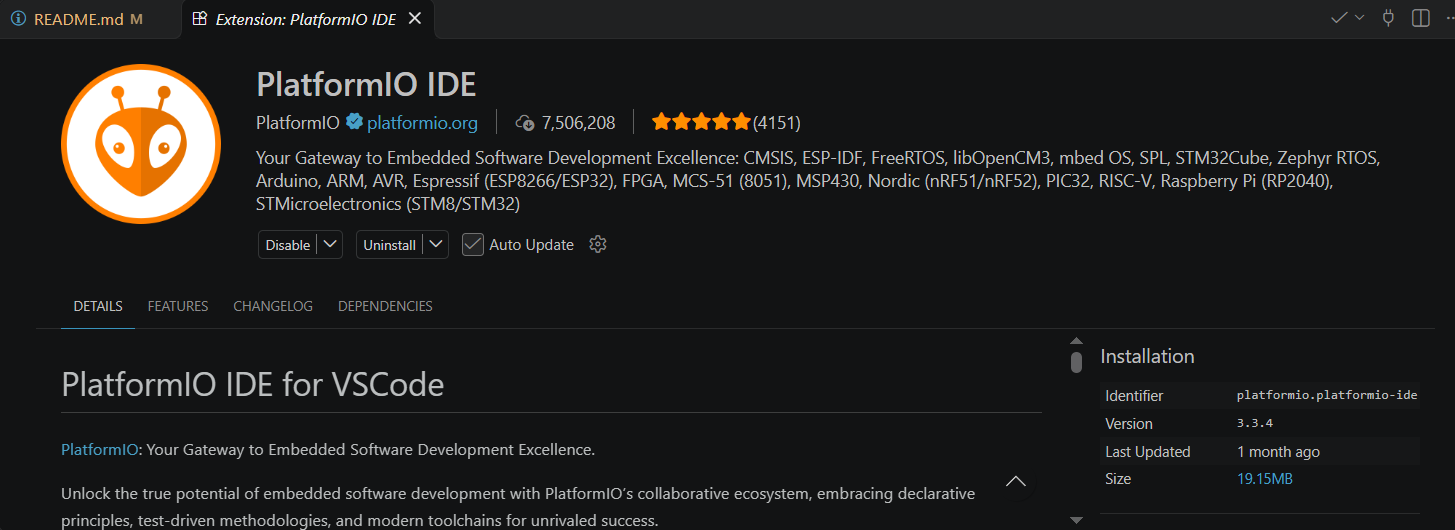 README.md M
Extension: PlatformIO IDE
PlatformIO IDE
PlatformIO platformio.org 7,506,208 (4151)
Your Gateway to Embedded Software Development Excellence: CMSIS, ESP-IDF, FreeRTOS, libOpenCM3, mbed OS, SPL, STM32Cube, Zephyr RTOS,
Arduino, ARM, AVR, Espressif (ESP8266/ESP32), FPGA, MCS-51 (8051), MSP430, Nordic (nRF51/nRF52), PIC32, RISC-V, Raspberry Pi (RP2040),
STMicroelectronics (STM8/STM32)
Disable Uninstall Auto Update
DETAILS FEATURES CHANGELOG DEPENDENCIES
PlatformIO IDE for VSCode
PlatformIO: Your Gateway to Embedded Software Development Excellence.
Unlock the true potential of embedded software development with PlatformIO’s collaborative ecosystem, embracing declarative
principles, test-driven methodologies, and modern toolchains for unrivaled success.
Installation
Identifier platformio.platformio-ide
Version 3.3.4
Last Updated 1 month ago
Size 19.15MB